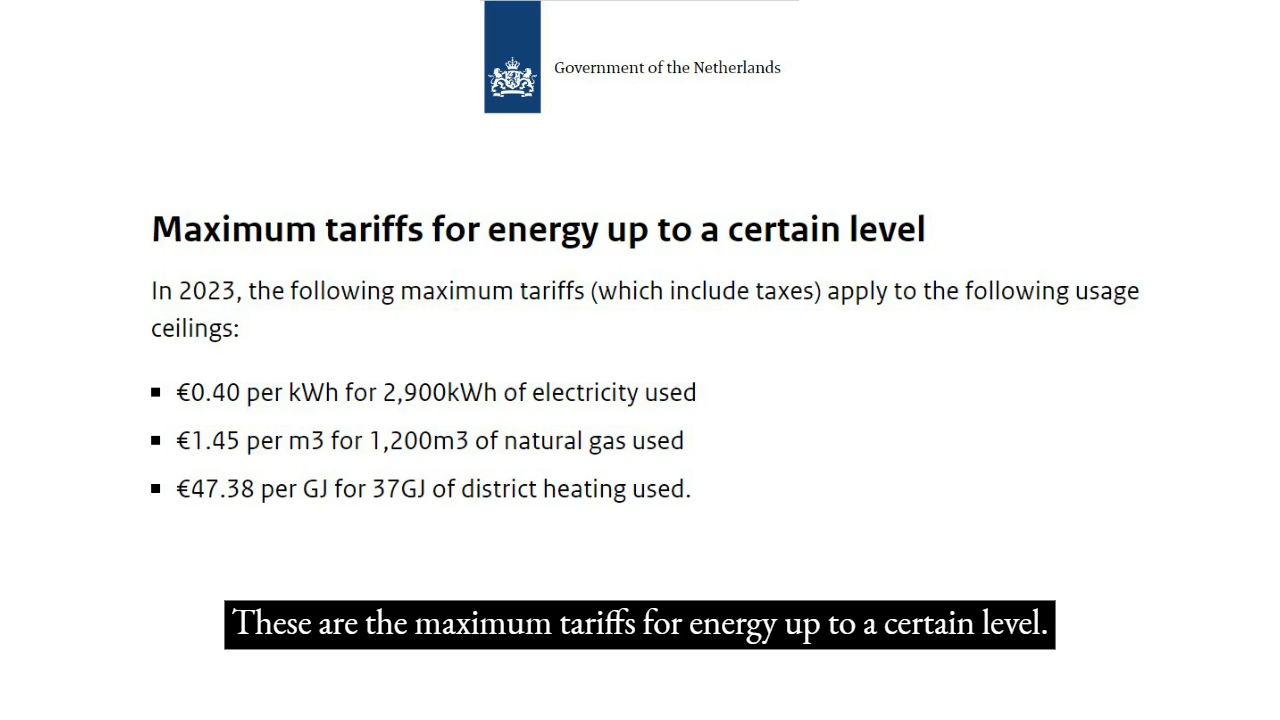 Government of the Netherlands
Maximum tariffs for energy up to a certain level
In 2023, the following maximum tariffs (which include taxes) apply to the following usage
ceilings:
▪ €0.40 per kWh for 2,900kWh of electricity used
▪ €1.45 per m3 for 1,200m3 of natural gas used
▪ €47.38 per GJ for 37GJ of district heating used.
These are the maximum tariffs for energy up to a certain level.